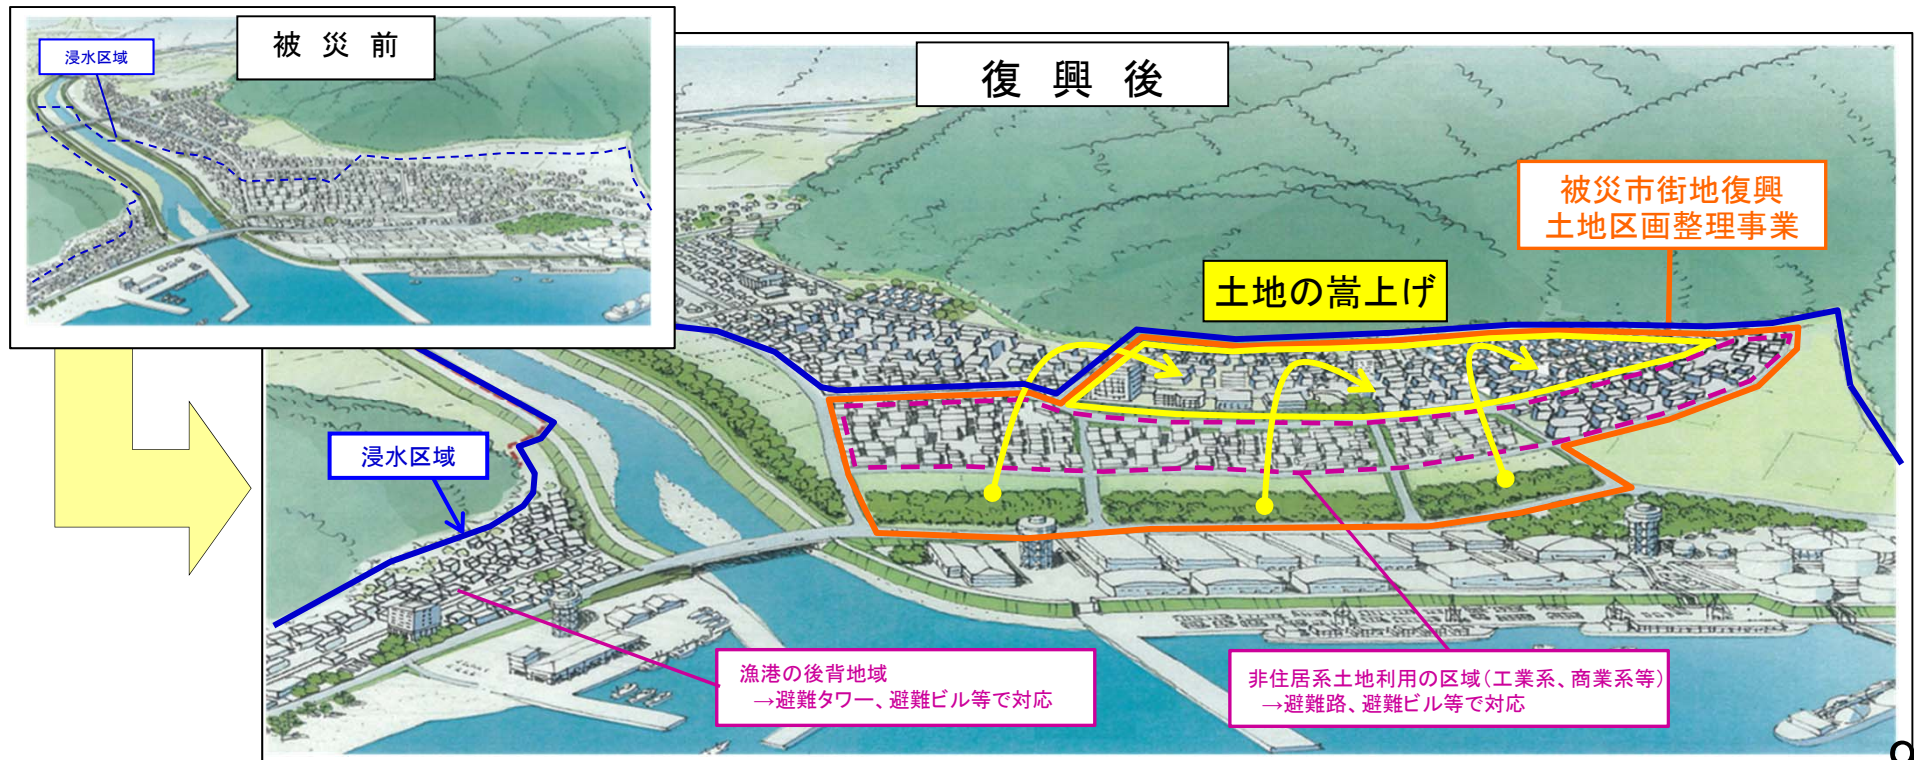 被災前
浸水区域
復興後
被災市街地復興
土地区画整理事業
土地の嵩上げ
浸水区域
漁港の後背地域
→避難タワー、避難ビル等で対応
非住居系土地利用の区域(工業系、商業系等)
→避難路、避難ビル等で対応